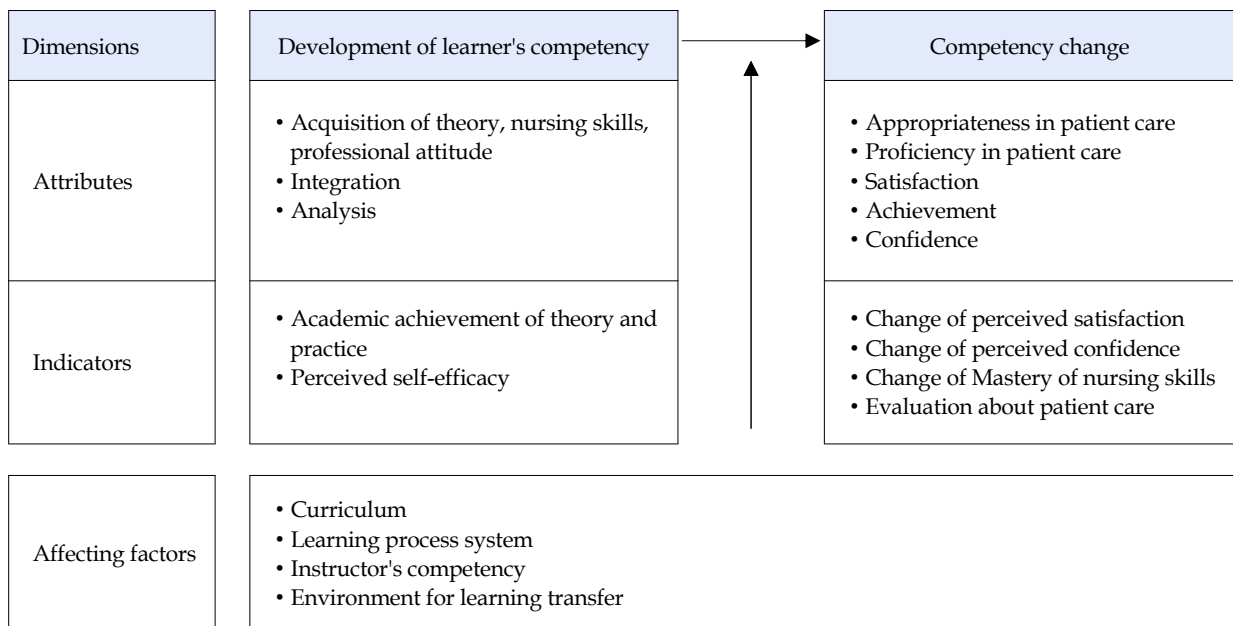 Dimensions
Development of learner's competency
Competency change
Attributes
• Acquisition of theory, nursing skills,
professional attitude
• Integration
• Analysis
• Appropriateness in patient care
• Proficiency in patient care
• Satisfaction
• Achievement
• Confidence
Indicators
• Academic achievement of theory and
practice
• Perceived self-efficacy
• Change of perceived satisfaction
• Change of perceived confidence
• Change of Mastery of nursing skills
• Evaluation about patient care
Affecting factors
• Curriculum
• Learning process system
• Instructor's competency
• Environment for learning transfer